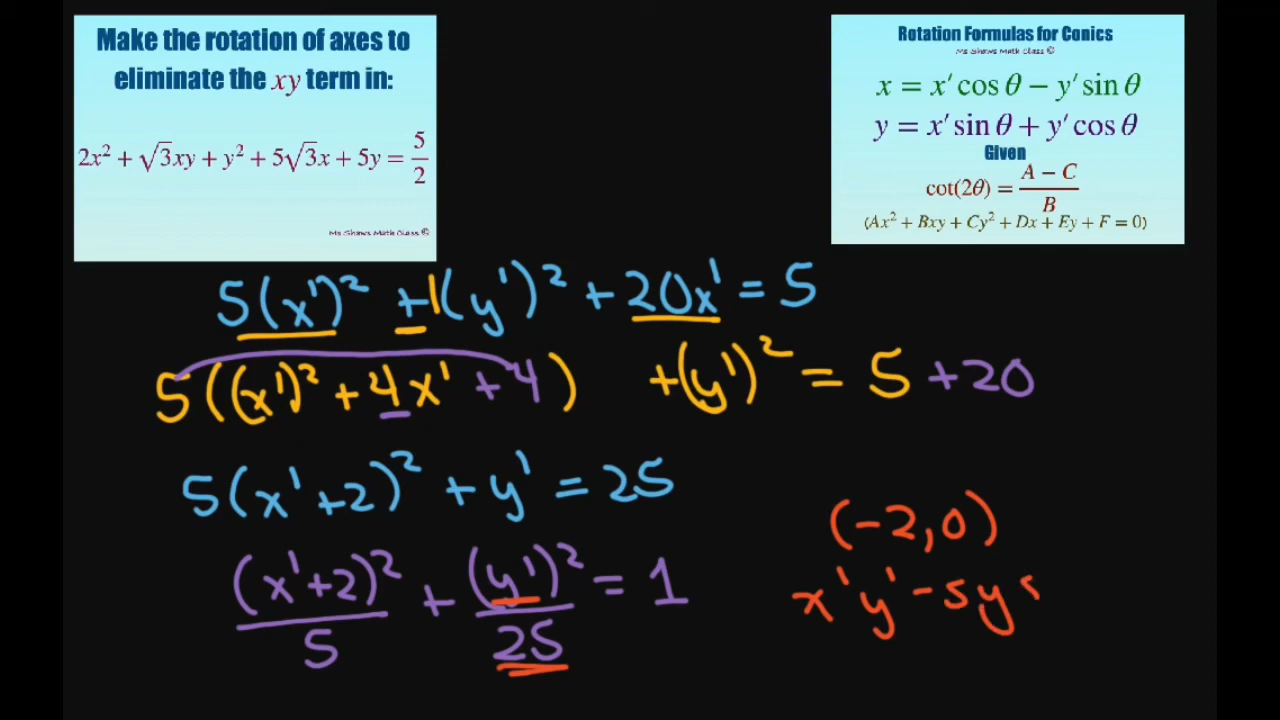 Make the rotation of axes to
eliminate the xy term in:
2x² + √3xy + y² + 5√3x + 5y = 5/2
Ms Shaws Math Class ©
Rotation Formulas for Conics
Ms Shaws Math Class ©
x = x′cos θ − y′sin θ
y = x′sin θ + y′cos θ
Given
cot(2θ) = (A − C)/B
(Ax² + Bxy + Cy² + Dx + Ey + F = 0)
5(x')² + 1(y')² + 20x' = 5
5((x')² + 4x' + 4) + (y')² = 5 + 20
5(x' + 2)² + y' = 25
(x'+2)²/5 + (y')²/25 = 1
(-2,0)
x'y' - sys